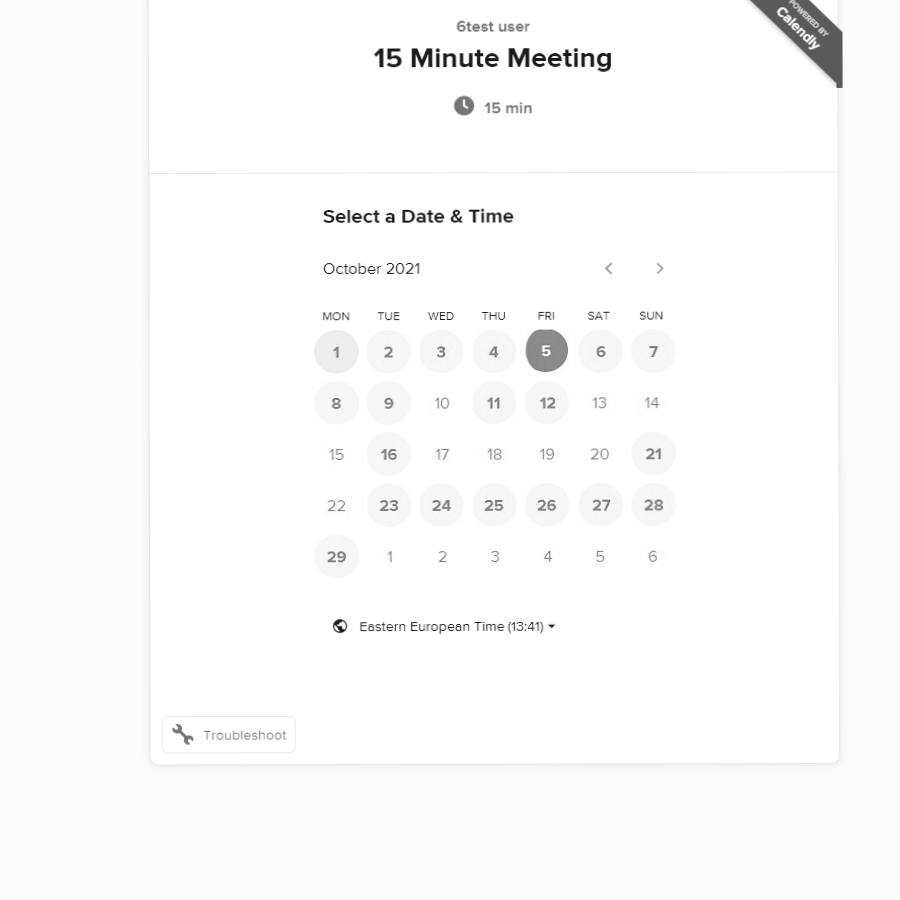 POWERED BY
Calendly
6test user
15 Minute Meeting
15 min
Select a Date & Time
October 2021
MON TUE WED THU FRI SAT SUN
1 2 3 4 5 6 7
8 9 10 11 12 13 14
15 16 17 18 19 20 21
22 23 24 25 26 27 28
29 1 2 3 4 5 6
Eastern European Time (13:41)
Troubleshoot